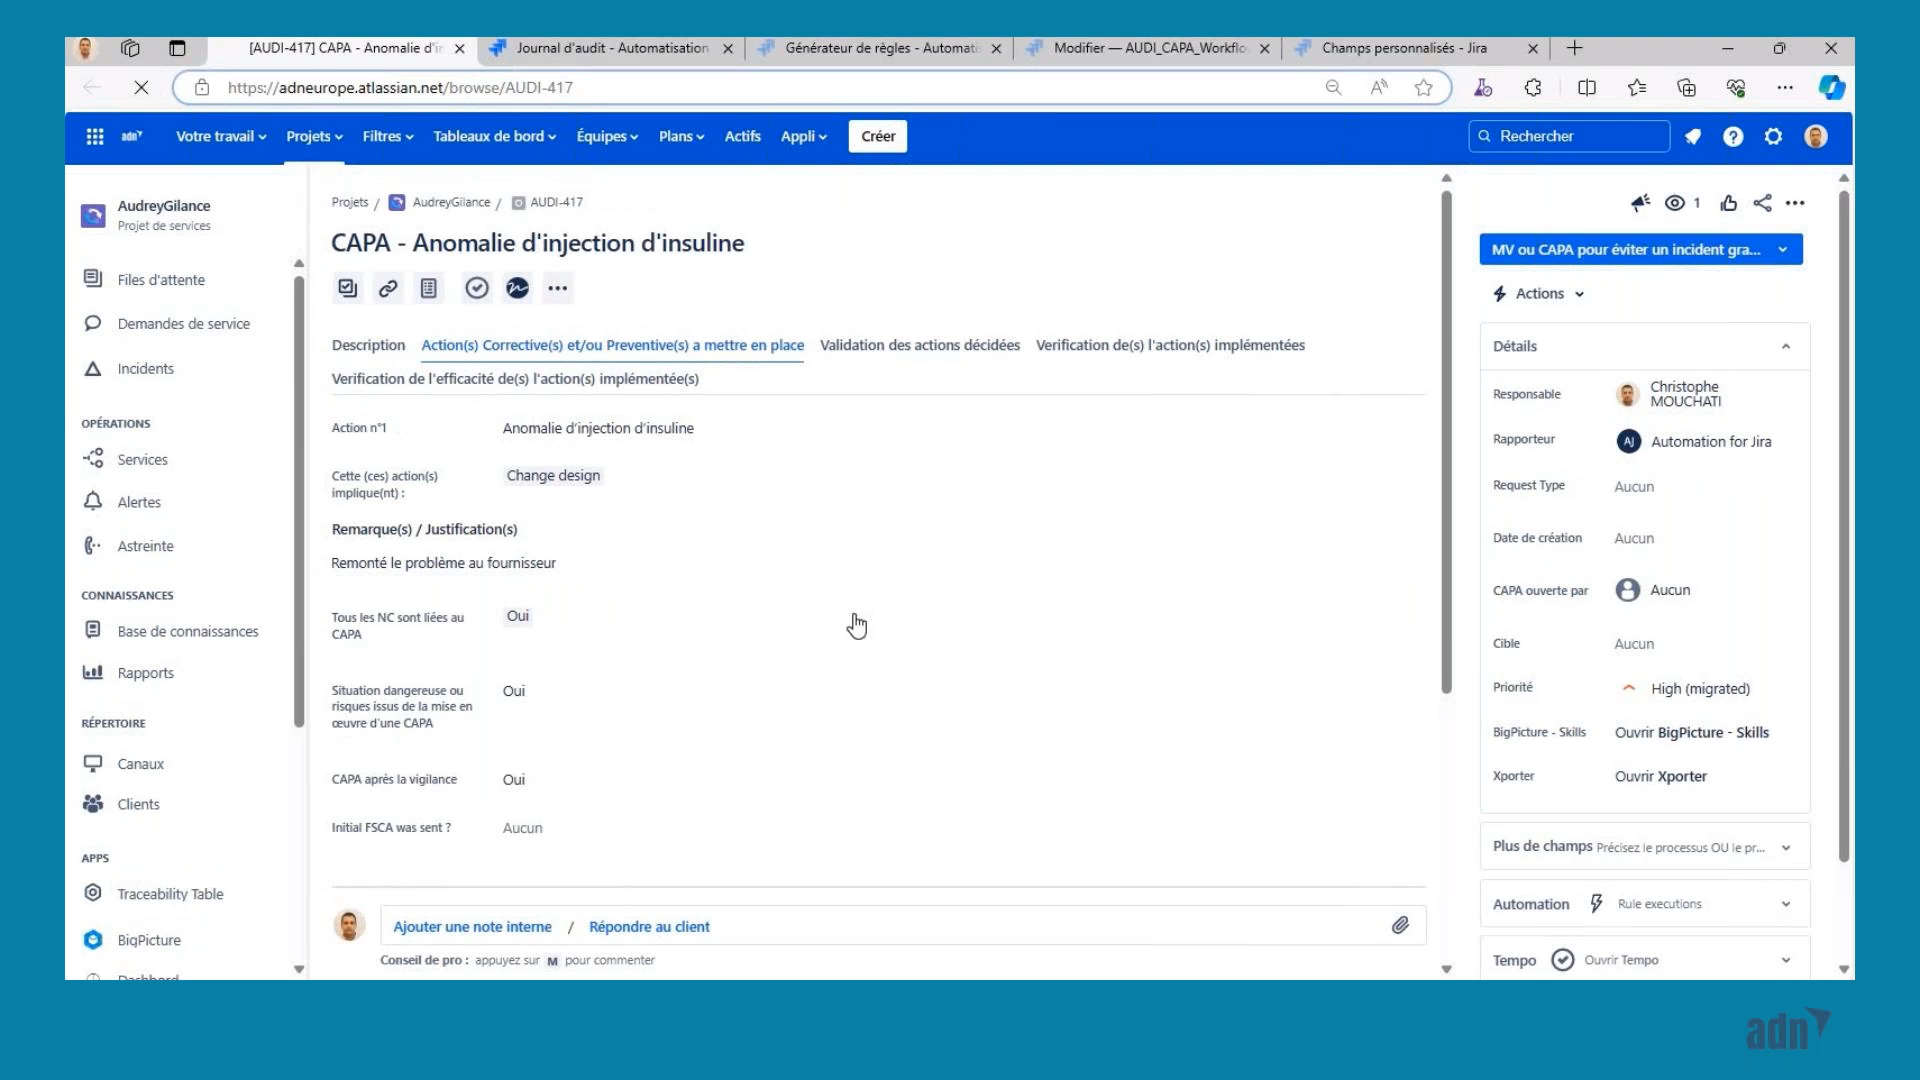 [AUDI-417] CAPA - Anomalie d'in
Journal d'audit - Automatisation
Générateur de règles - Automati
Modifier — AUDI_CAPA_Workflo
Champs personnalisés - Jira
https://adneurope.atlassian.net/browse/AUDI-417
adn
Votre travail
Projets
Filtres
Tableaux de bord
Équipes
Plans
Actifs
Appli
Créer
Rechercher
AudreyGilance
Projet de services
Files d'attente
Demandes de service
Incidents
OPÉRATIONS
Services
Alertes
Astreinte
CONNAISSANCES
Base de connaissances
Rapports
RÉPERTOIRE
Canaux
Clients
APPS
Traceability Table
BigPicture
Projets / AudreyGilance / AUDI-417
CAPA - Anomalie d'injection d'insuline
Description
Action(s) Corrective(s) et/ou Preventive(s) a mettre en place
Validation des actions décidées
Verification de(s) l'action(s) implémentées
Verification de l'efficacité de(s) l'action(s) implémentée(s)
Action n°1
Anomalie d'injection d'insuline
Cette (ces) action(s)
implique(nt) :
Change design
Remarque(s) / Justification(s)
Remonté le problème au fournisseur
Tous les NC sont liées au
CAPA
Oui
Situation dangereuse ou
risques issus de la mise en
œuvre d'une CAPA
Oui
CAPA après la vigilance
Oui
Initial FSCA was sent ?
Aucun
Ajouter une note interne / Répondre au client
Conseil de pro : appuyez sur M pour commenter
1
MV ou CAPA pour éviter un incident gra...
Actions
Détails
Responsable
Christophe
MOUCHATI
Rapporteur
AJ
Automation for Jira
Request Type
Aucun
Date de création
Aucun
CAPA ouverte par
Aucun
Cible
Aucun
Priorité
High (migrated)
BigPicture - Skills
Ouvrir BigPicture - Skills
Xporter
Ouvrir Xporter
Plus de champs Précisez le processus OU le pr...
Automation
Rule executions
Tempo
Ouvrir Tempo
adn